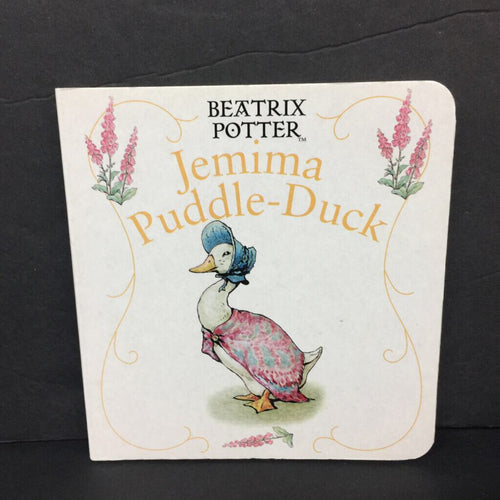 BEATRIX
POTTER™
Jemima
Puddle-Duck